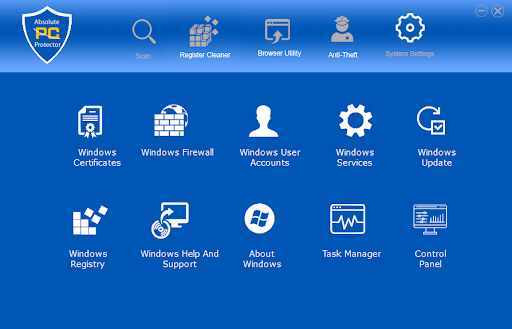 Absolute
PC
Protector
Scan
Register Cleaner
Browser Utility
Anti-Theft
System Settings
Windows
Certificates
Windows Firewall
Windows User
Accounts
Windows
Services
Windows
Update
Windows
Registry
Windows Help And
Support
About
Windows
Task Manager
Control
Panel